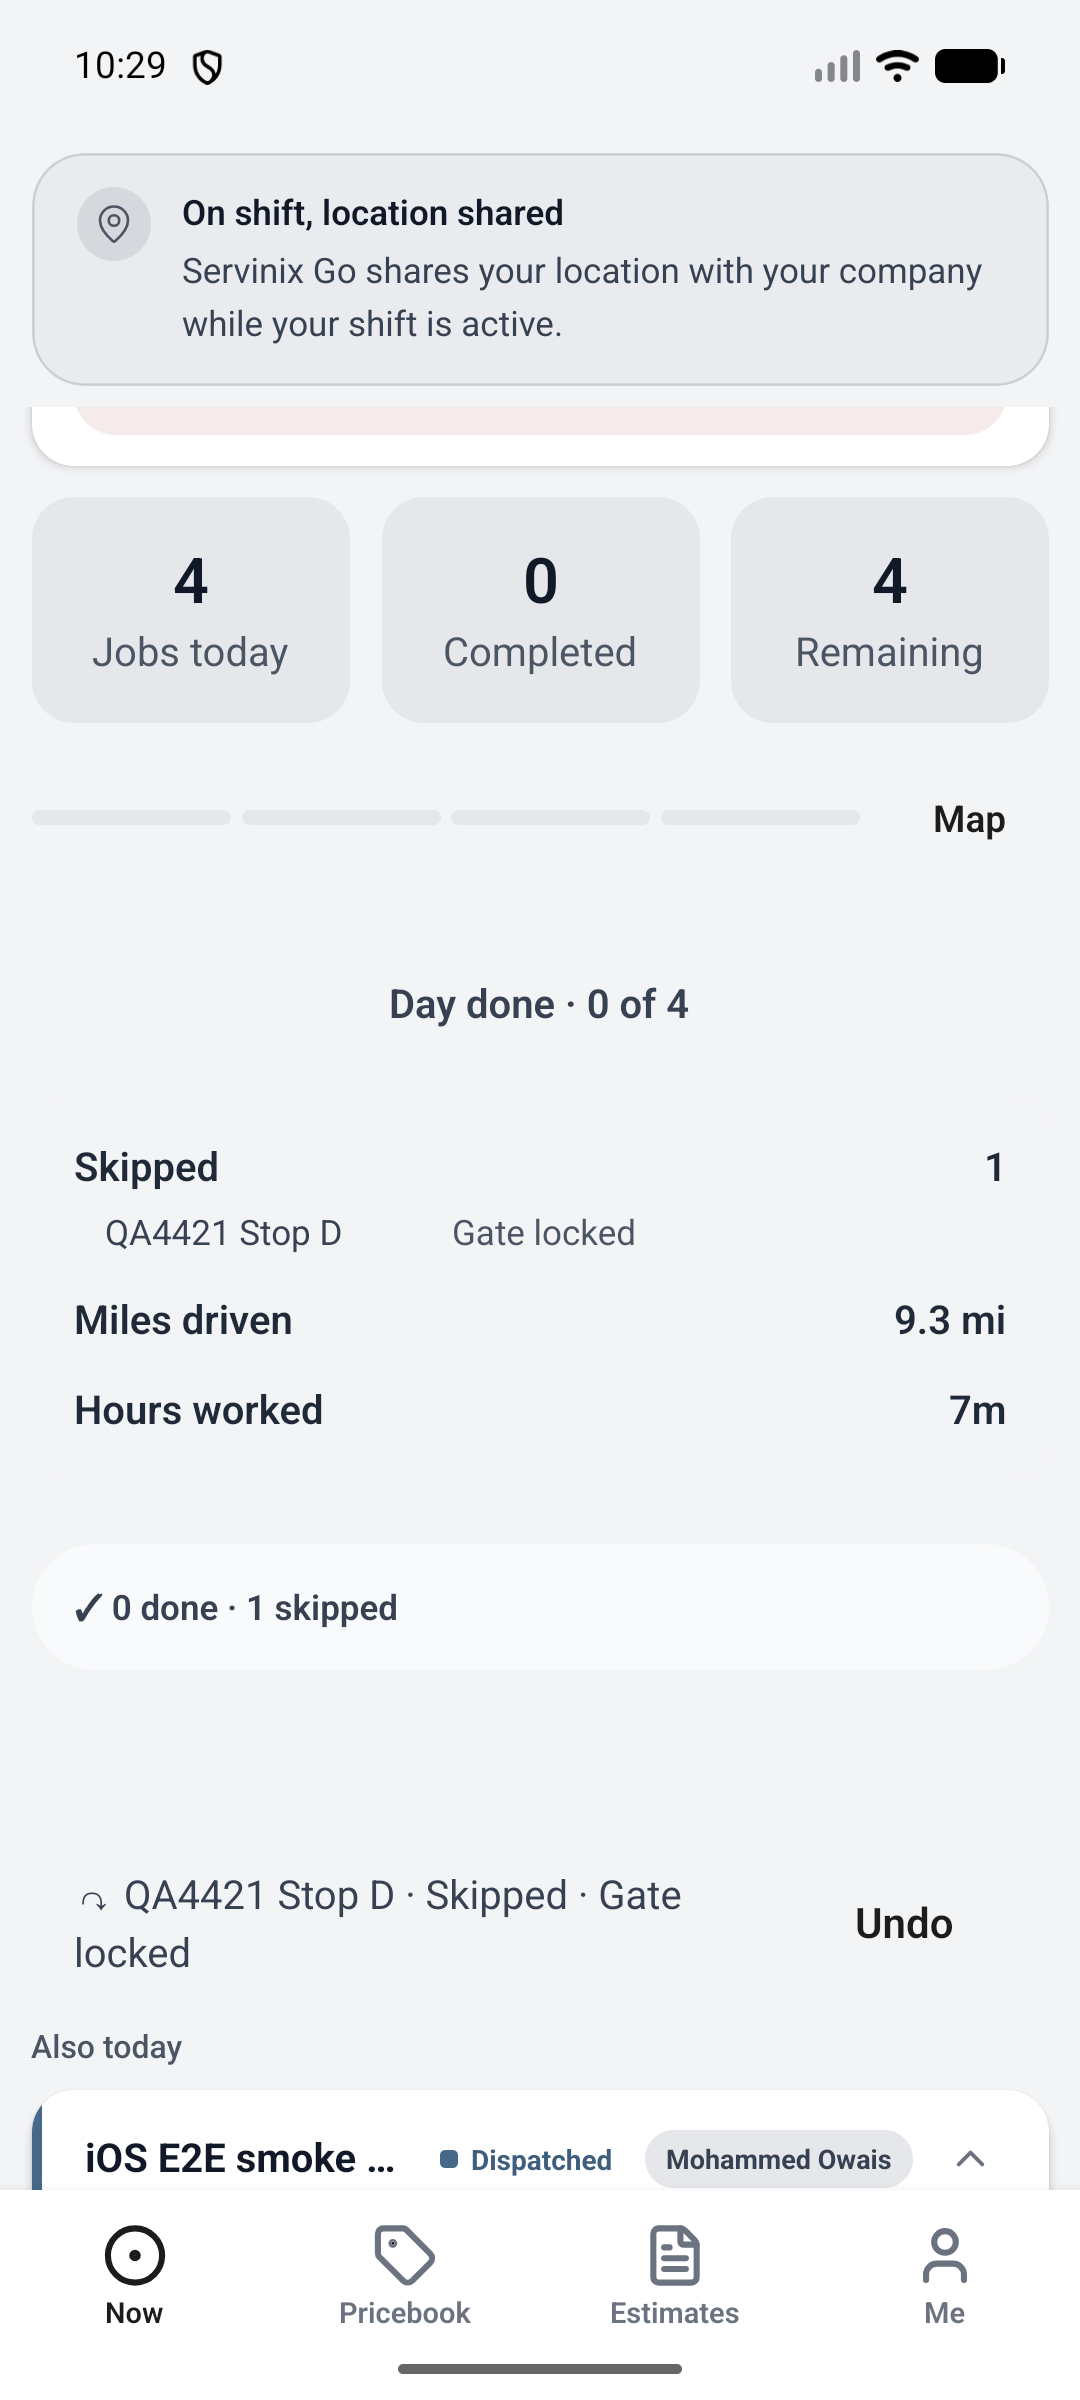 10:29
On shift, location shared
Servinix Go shares your location with your company
while your shift is active.
4
Jobs today
0
Completed
4
Remaining
Map
Day done · 0 of 4
Skipped 1
QA4421 Stop D Gate locked
Miles driven 9.3 mi
Hours worked 7m
✓ 0 done · 1 skipped
QA4421 Stop D · Skipped · Gate
locked
Undo
Also today
iOS E2E smoke ... Dispatched Mohammed Owais
Now Pricebook Estimates Me